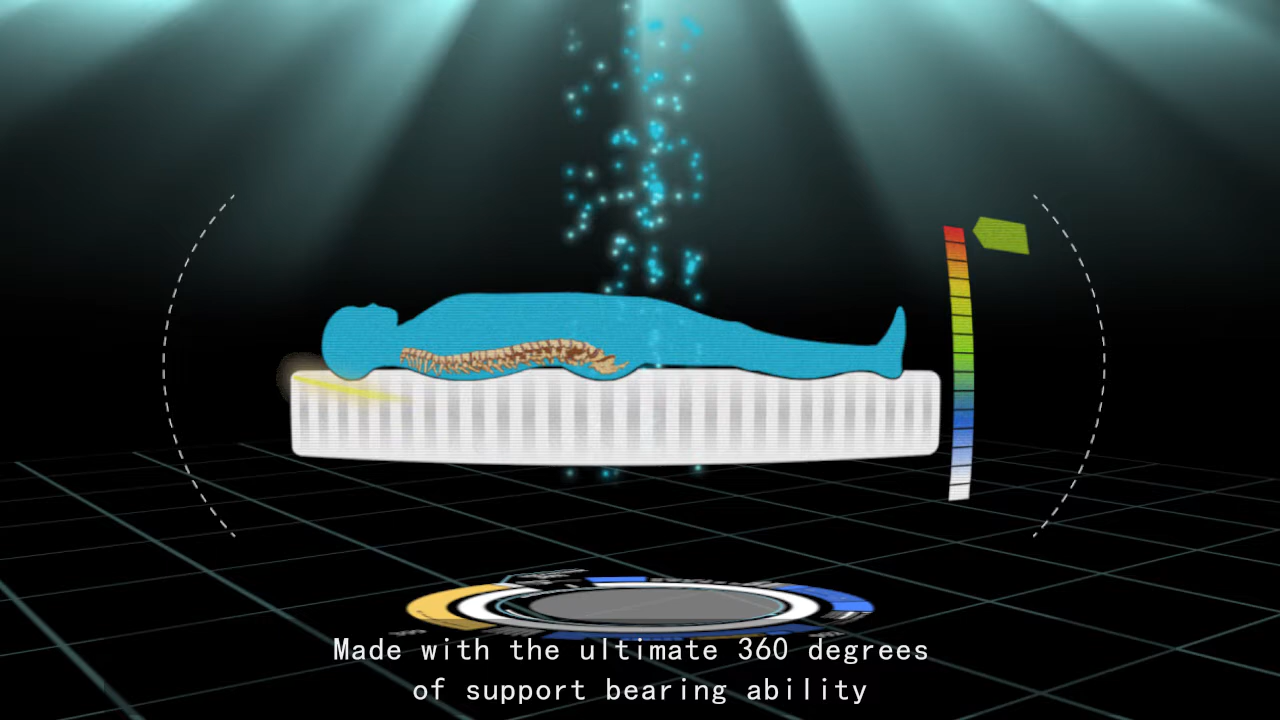 Made with the ultimate 360 degrees
of support bearing ability